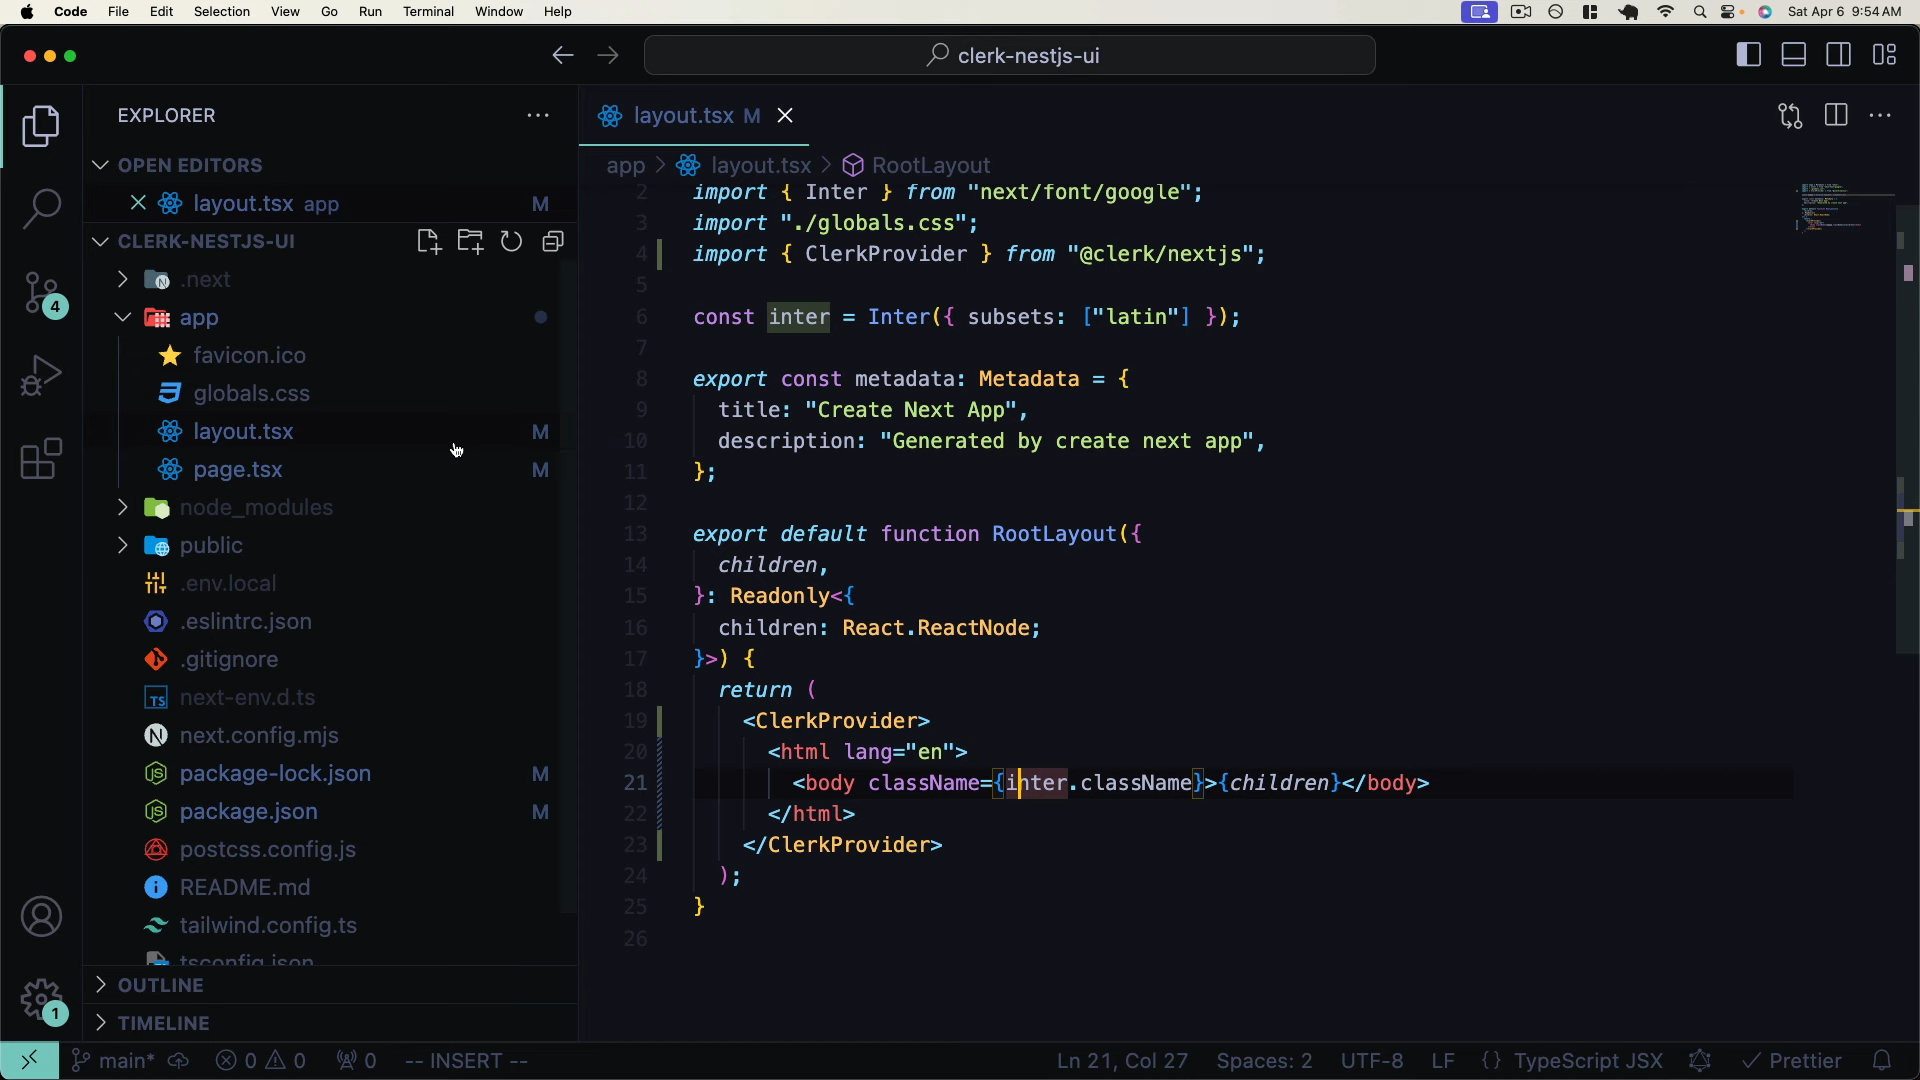 Code File Edit Selection View Go Run Terminal Window Help
Sat Apr 6 9:54 AM
clerk-nestjs-ui
EXPLORER
OPEN EDITORS
layout.tsx app M
CLERK-NESTJS-UI
.next
app
favicon.ico
globals.css
layout.tsx M
page.tsx M
node_modules
public
.env.local
.eslintrc.json
.gitignore
next-env.d.ts
next.config.mjs
package-lock.json M
package.json M
postcss.config.js
README.md
tailwind.config.ts
tsconfig.json
OUTLINE
TIMELINE
4
1
layout.tsx M
app > layout.tsx > RootLayout
2 import { Inter } from "next/font/google";
3 import "./globals.css";
4 import { ClerkProvider } from "@clerk/nextjs";
5
6 const inter = Inter({ subsets: ["latin"] });
7
8 export const metadata: Metadata = {
9 title: "Create Next App",
10 description: "Generated by create next app",
11 };
12
13 export default function RootLayout({
14 children,
15 }: Readonly<{
16 children: React.ReactNode;
17 }>) {
18 return (
19 <ClerkProvider>
20 <html lang="en">
21 <body className={inter.className}>{children}</body>
22 </html>
23 </ClerkProvider>
24 );
25 }
26
main* 0 0 0 -- INSERT --
Ln 21, Col 27 Spaces: 2 UTF-8 LF {} TypeScript JSX Prettier